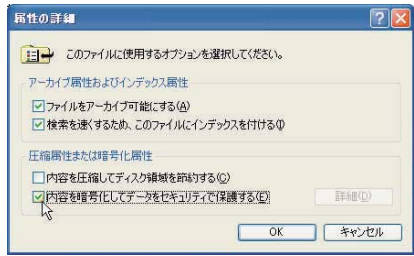 属性の詳細
このファイルに使用するオプションを選択してください。
アーカイブ属性およびインデックス属性
ファイルをアーカイブ可能にする(A)
検索を速くするため、このファイルにインデックスを付ける(I)
圧縮属性または暗号化属性
内容を圧縮してディスク領域を節約する(C)
内容を暗号化してデータをセキュリティで保護する(E)
詳細(D)
OK キャンセル